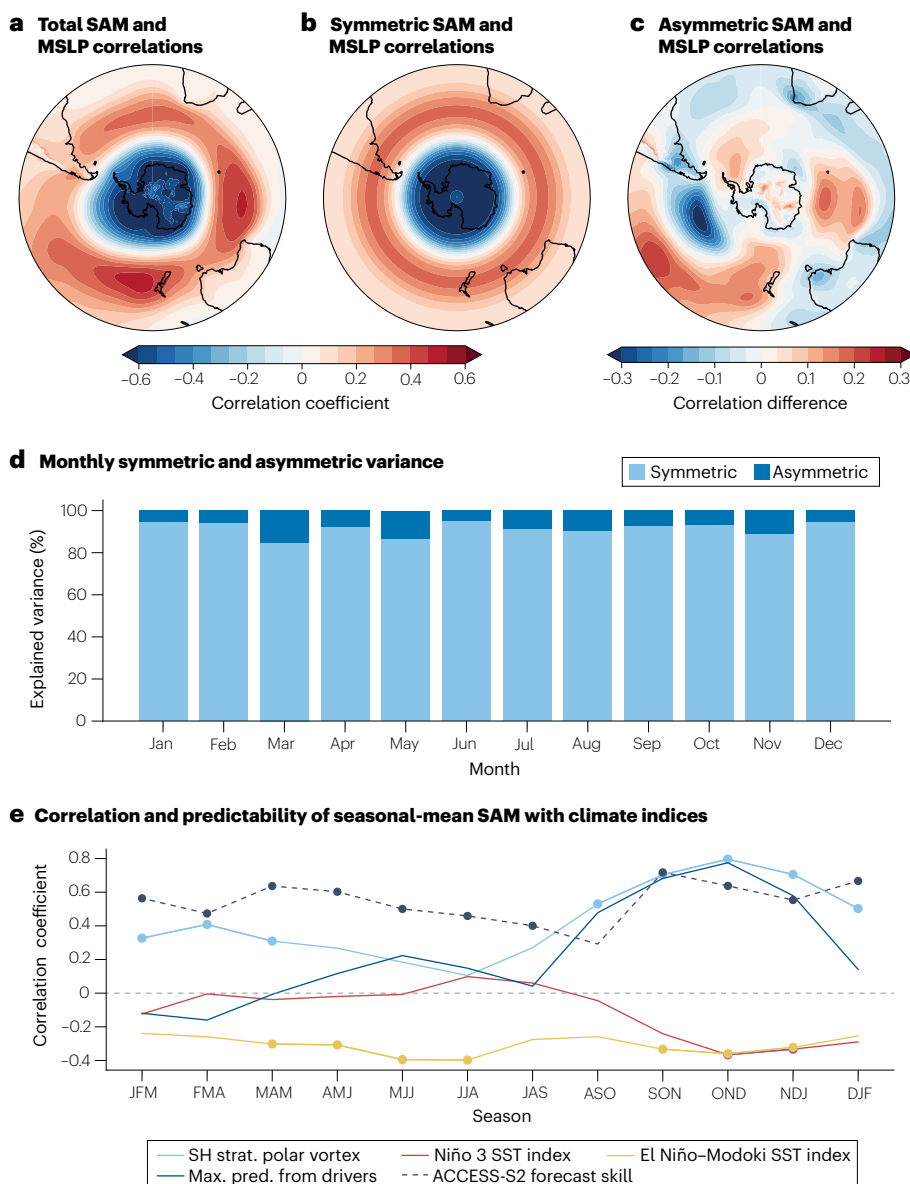 a Total SAM and
MSLP correlations
b Symmetric SAM and
MSLP correlations
c Asymmetric SAM and
MSLP correlations
−0.6 −0.4 −0.2 0 0.2 0.4 0.6
Correlation coefficient
−0.3 −0.2 −0.1 0 0.1 0.2 0.3
Correlation difference
d Monthly symmetric and asymmetric variance
Symmetric Asymmetric
100
80
60
40
20
0
Explained variance (%)
Jan Feb Mar Apr May Jun Jul Aug Sep Oct Nov Dec
Month
e Correlation and predictability of seasonal-mean SAM with climate indices
0.8
0.6
0.4
0.2
0
−0.2
−0.4
Correlation coefficient
JFM FMA MAM AMJ MJJ JJA JAS ASO SON OND NDJ DJF
Season
SH strat. polar vortex Niño 3 SST index El Niño–Modoki SST index
Max. pred. from drivers ACCESS-S2 forecast skill